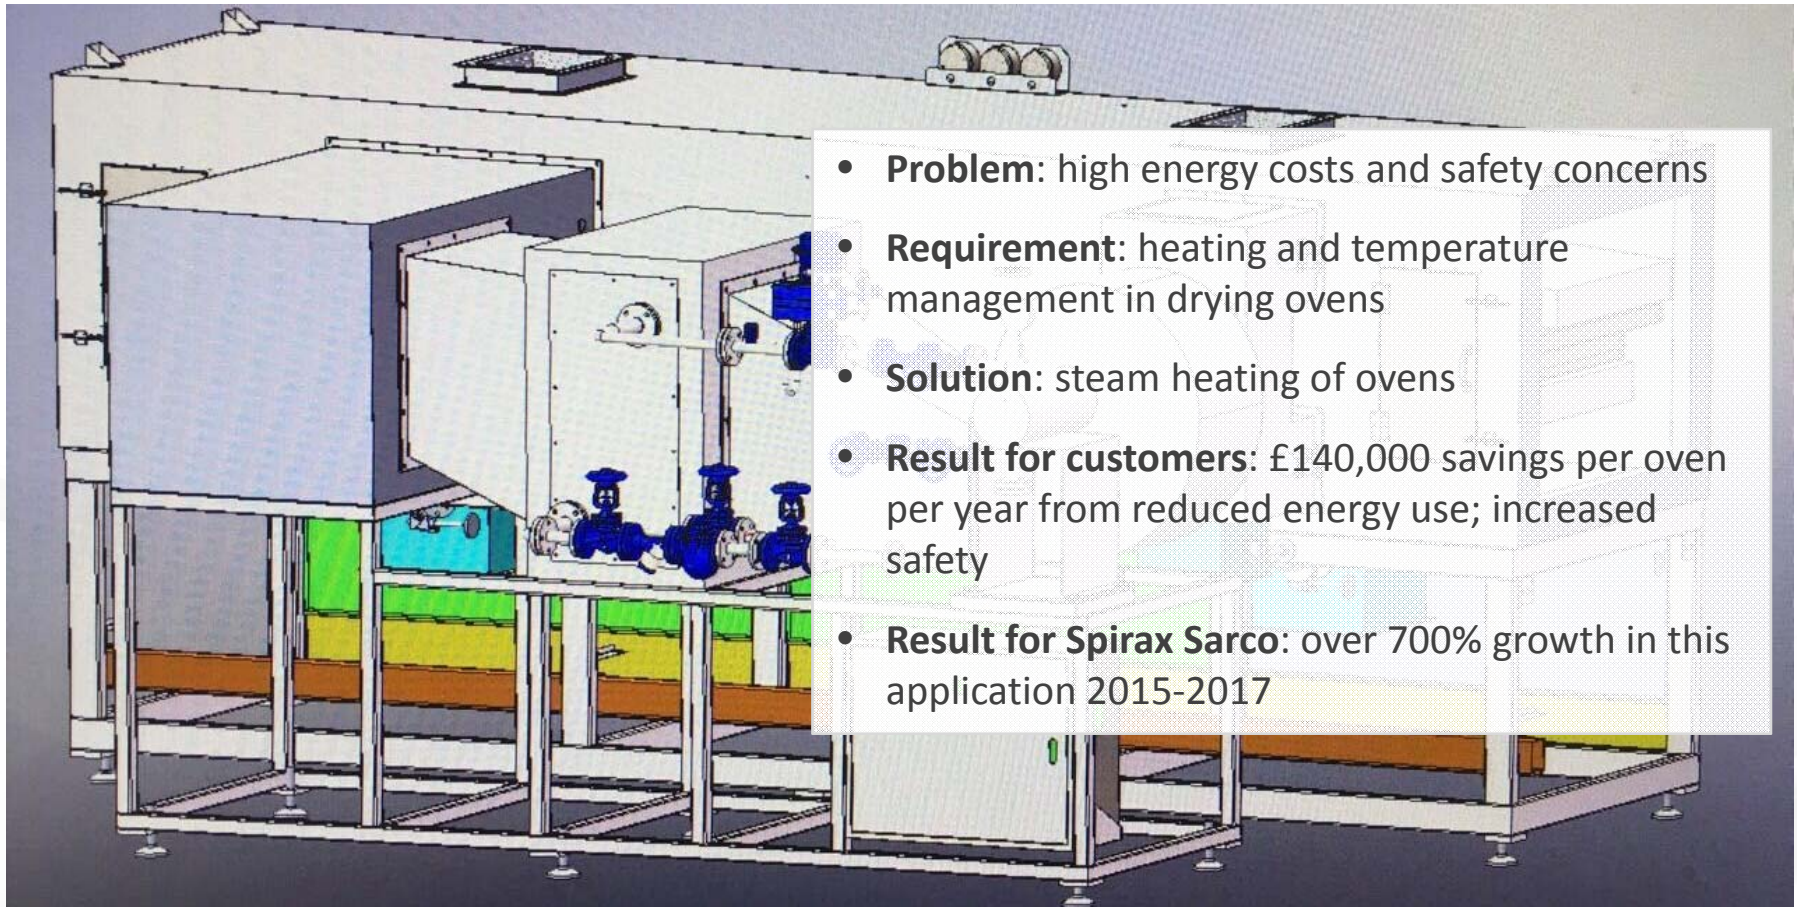 • Problem: high energy costs and safety concerns
• Requirement: heating and temperature
management in drying ovens
• Solution: steam heating of ovens
• Result for customers: £140,000 savings per oven
per year from reduced energy use; increased
safety
• Result for Spirax Sarco: over 700% growth in this
application 2015-2017